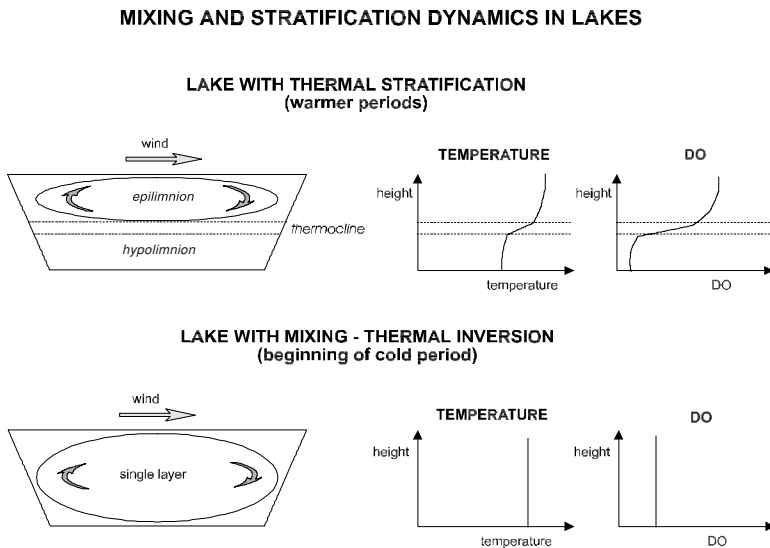 MIXING AND STRATIFICATION DYNAMICS IN LAKES
LAKE WITH THERMAL STRATIFICATION
(warmer periods)
wind
epilimnion
thermocline
hypolimnion
TEMPERATURE
height
temperature
DO
height
DO
LAKE WITH MIXING - THERMAL INVERSION
(beginning of cold period)
wind
single layer
TEMPERATURE
height
temperature
DO
height
DO